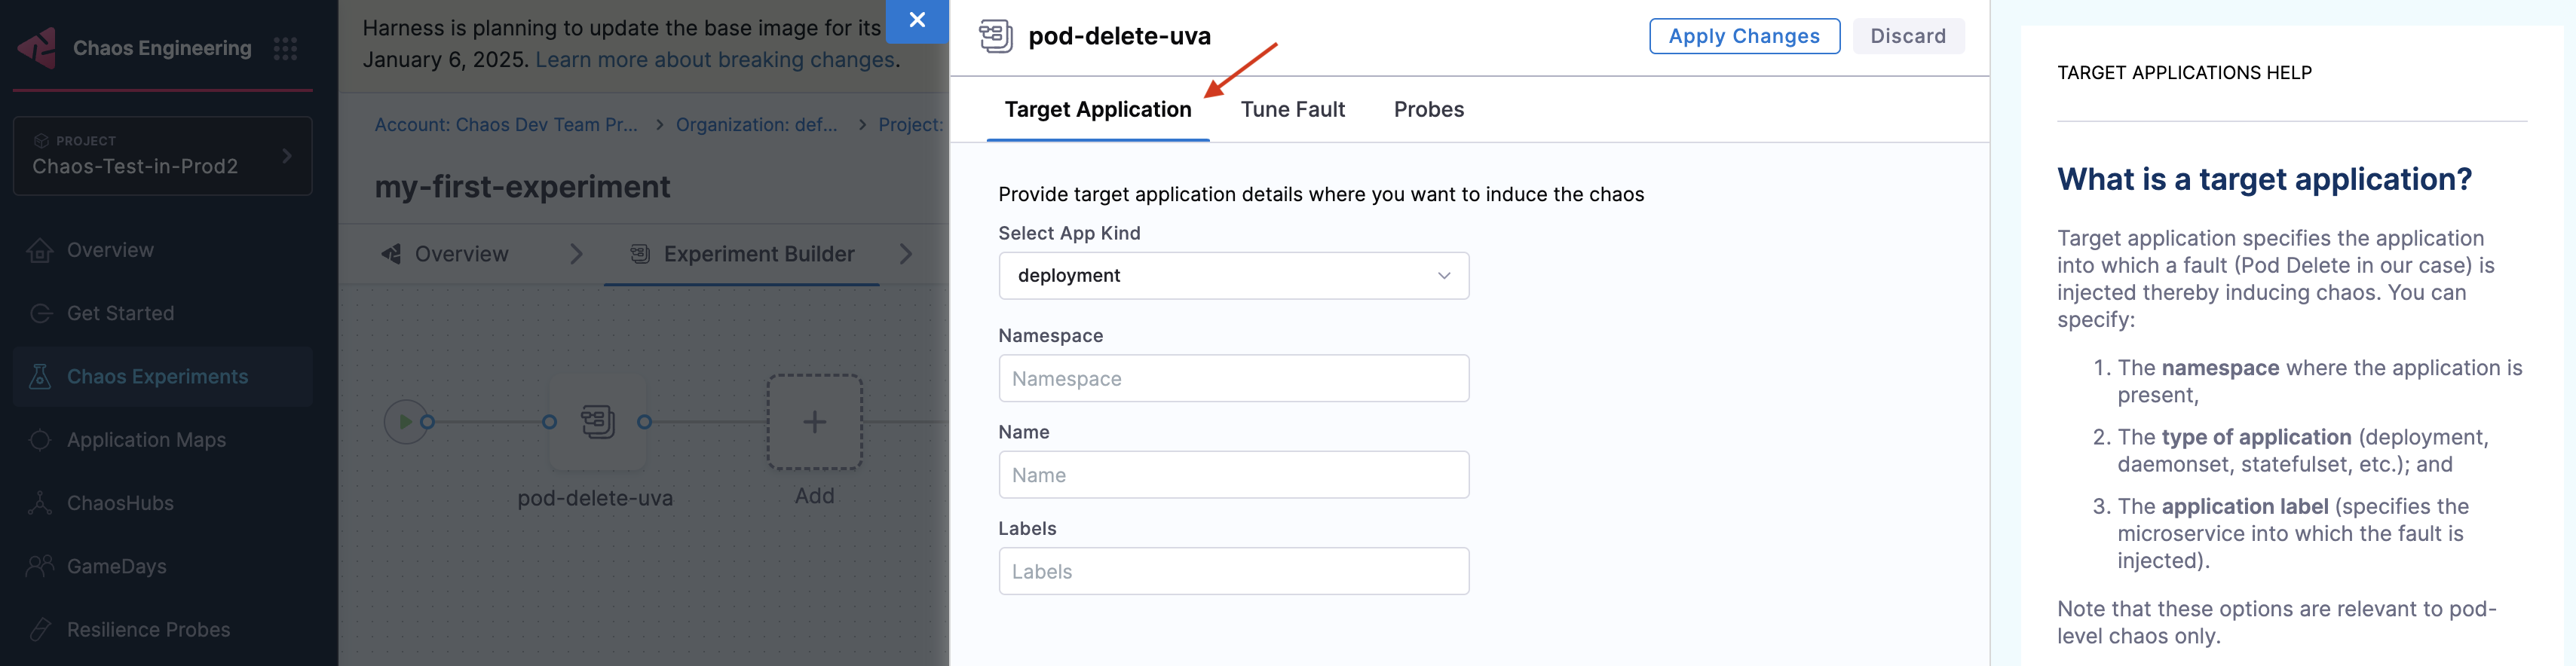 Chaos Engineering
PROJECT
Chaos-Test-in-Prod2
Overview
Get Started
Chaos Experiments
Application Maps
ChaosHubs
GameDays
Resilience Probes
Harness is planning to update the base image for its
January 6, 2025. Learn more about breaking changes.
Account: Chaos Dev Team Pr... > Organization: def... > Project:
my-first-experiment
Overview
Experiment Builder
pod-delete-uva
Add
pod-delete-uva
Apply Changes
Discard
Target Application
Tune Fault
Probes
Provide target application details where you want to induce the chaos
Select App Kind
deployment
Namespace
Namespace
Name
Name
Labels
Labels
TARGET APPLICATIONS HELP
What is a target application?
Target application specifies the application
into which a fault (Pod Delete in our case) is
injected thereby inducing chaos. You can
specify:
1. The namespace where the application is
present,
2. The type of application (deployment,
daemonset, statefulset, etc.); and
3. The application label (specifies the
microservice into which the fault is
injected).
Note that these options are relevant to pod-
level chaos only.